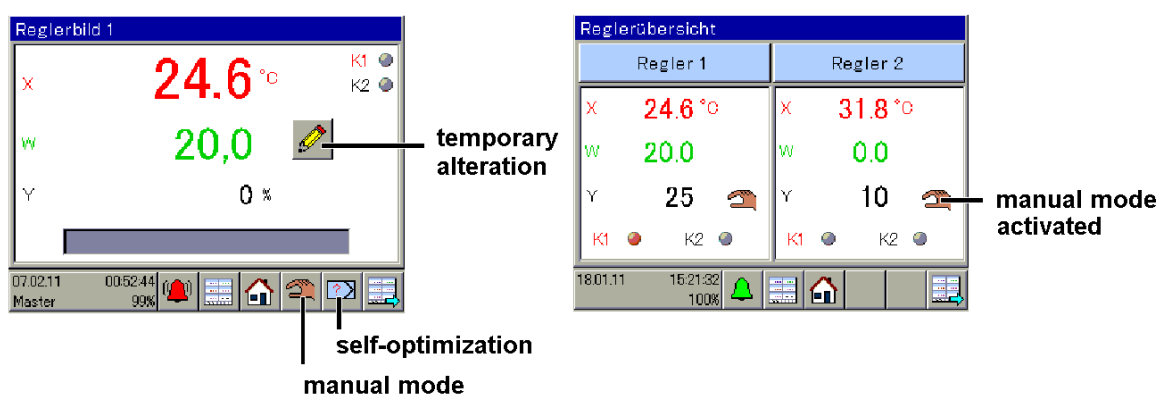 Reglerbild 1
X 24.6 °C K1
K2
W 20,0
Y 0 %
07.02.11 00:52:44
Master 99%
?
temporary
alteration
self-optimization
manual mode
Reglerübersicht
Regler 1 Regler 2
X 24.6 °C X 31.8 °C
W 20.0 W 0.0
Y 25 Y 10
K1 K2 K1 K2
18.01.11 15:21:32
100%
manual mode
activated